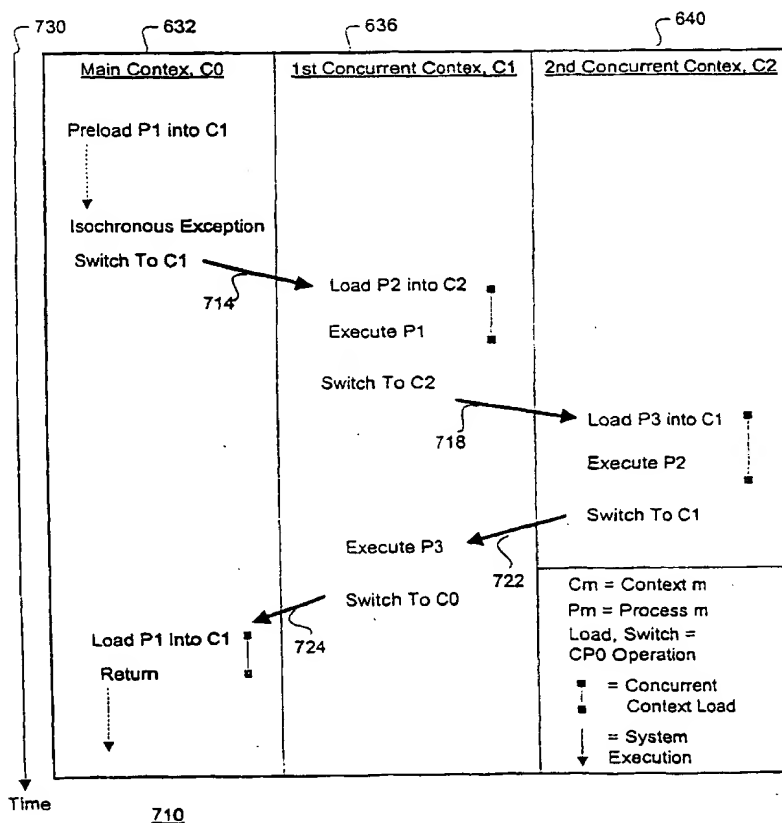 730
632
636
640
Main Contex, C0
1st Concurrent Contex, C1
2nd Concurrent Contex, C2
Preload P1 into C1
Isochronous Exception
Switch To C1
714
Load P2 into C2
Execute P1
Switch To C2
718
Load P3 into C1
Execute P2
Switch To C1
722
Execute P3
Switch To C0
724
Load P1 Into C1
Return
Cm = Context m
Pm = Process m
Load, Switch =
CP0 Operation
= Concurrent
Context Load
= System
Execution
Time
710